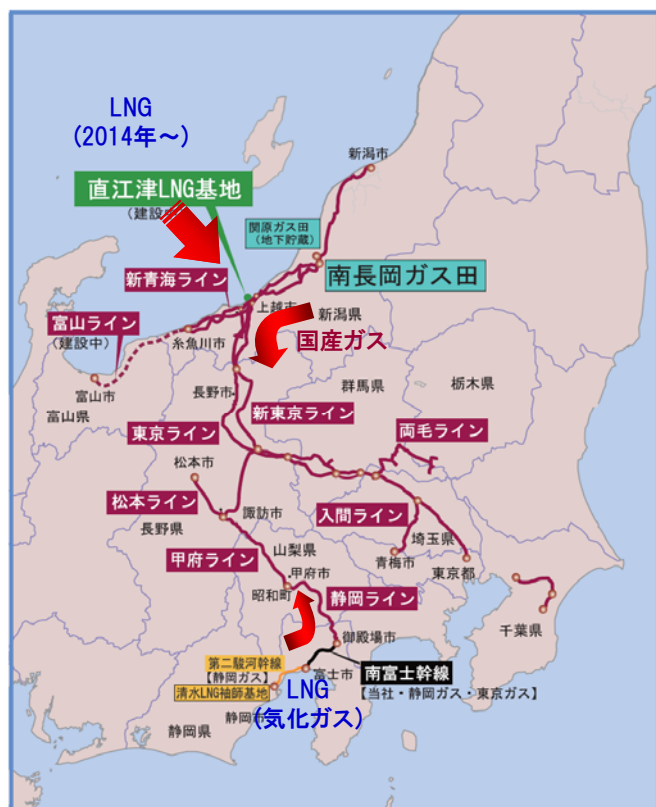 LNG
(2014年～)
新潟市
直江津LNG基地
(建設中
関原ガス田
(地下貯蔵)
南長岡ガス田
新青海ライン
上越市
新潟県
富山ライン
(建設中)
糸魚川市
国産ガス
富山市
富山県
長野市
群馬県
栃木県
新東京ライン
東京ライン
両毛ライン
松本市
松本ライン
諏訪市
入間ライン
長野県
埼玉県
山梨県
甲府ライン
青梅市
東京都
甲府市
昭和町
静岡ライン
千葉県
御殿場市
第二駿河幹線
【静岡ガス】
富士市
南富士幹線
清水LNG袖師基地
LNG
【当社・静岡ガス・東京ガス】
静岡市
(気化ガス)
静岡県